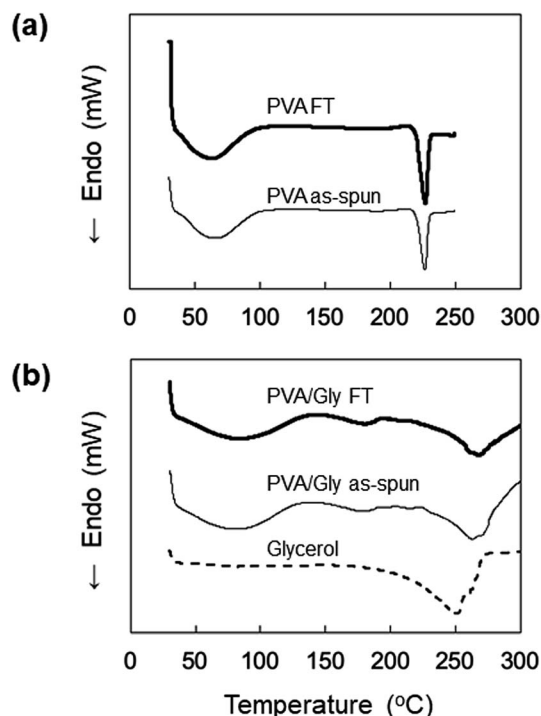 (a)
← Endo (mW)
PVA FT
PVA as-spun
0 50 100 150 200 250 300
(b)
← Endo (mW)
PVA/Gly FT
PVA/Gly as-spun
Glycerol
0 50 100 150 200 250 300
Temperature (ºC)